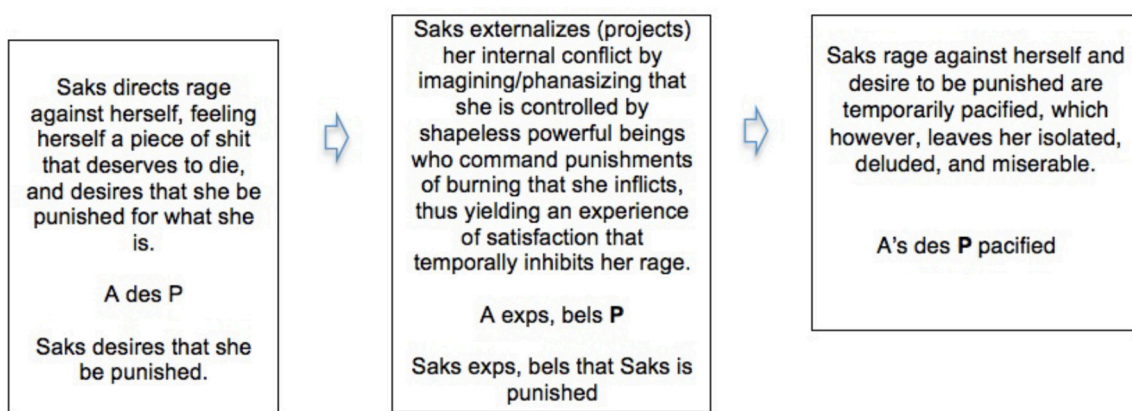 Saks directs rage
against herself, feeling
herself a piece of shit
that deserves to die,
and desires that she be
punished for what she
is.
A des P
Saks desires that she
be punished.
Saks externalizes (projects)
her internal conflict by
imagining/phanasizing that
she is controlled by
shapeless powerful beings
who command punishments
of burning that she inflicts,
thus yielding an experience
of satisfaction that
temporally inhibits her rage.
A exps, bels P
Saks exps, bels that Saks is
punished
Saks rage against herself and
desire to be punished are
temporarily pacified, which
however, leaves her isolated,
deluded, and miserable.
A's des P pacified